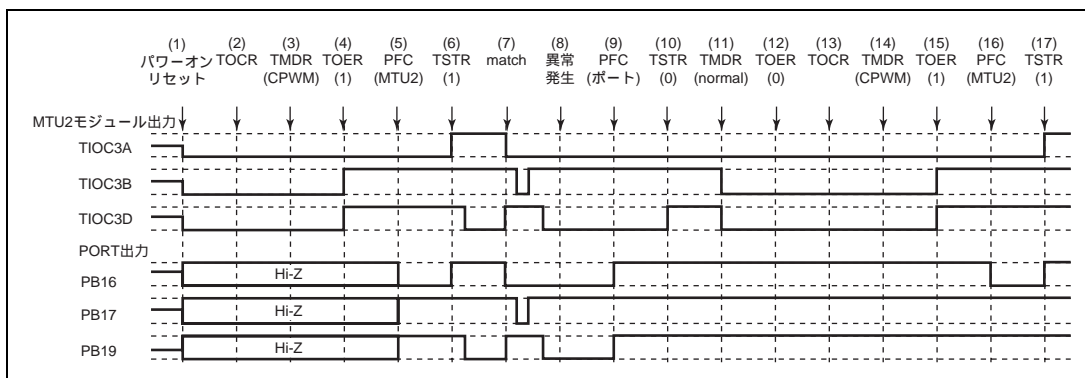 (1) (2) (3) (4) (5) (6) (7) (8) (9) (10) (11) (12) (13) (14) (15) (16) (17)
パワーオン TOCR TMDR TOER PFC TSTR match 異常 PFC TSTR TMDR TOER TOCR TMDR TOER PFC TSTR
リセット (CPWM) (1) (MTU2) (1) 発生 (ポート) (0) (normal) (0) (CPWM) (1) (MTU2) (1)
MTU2モジュール出力
TIOC3A
TIOC3B
TIOC3D
PORT出力
PB16 Hi-Z
PB17 Hi-Z
PB19 Hi-Z